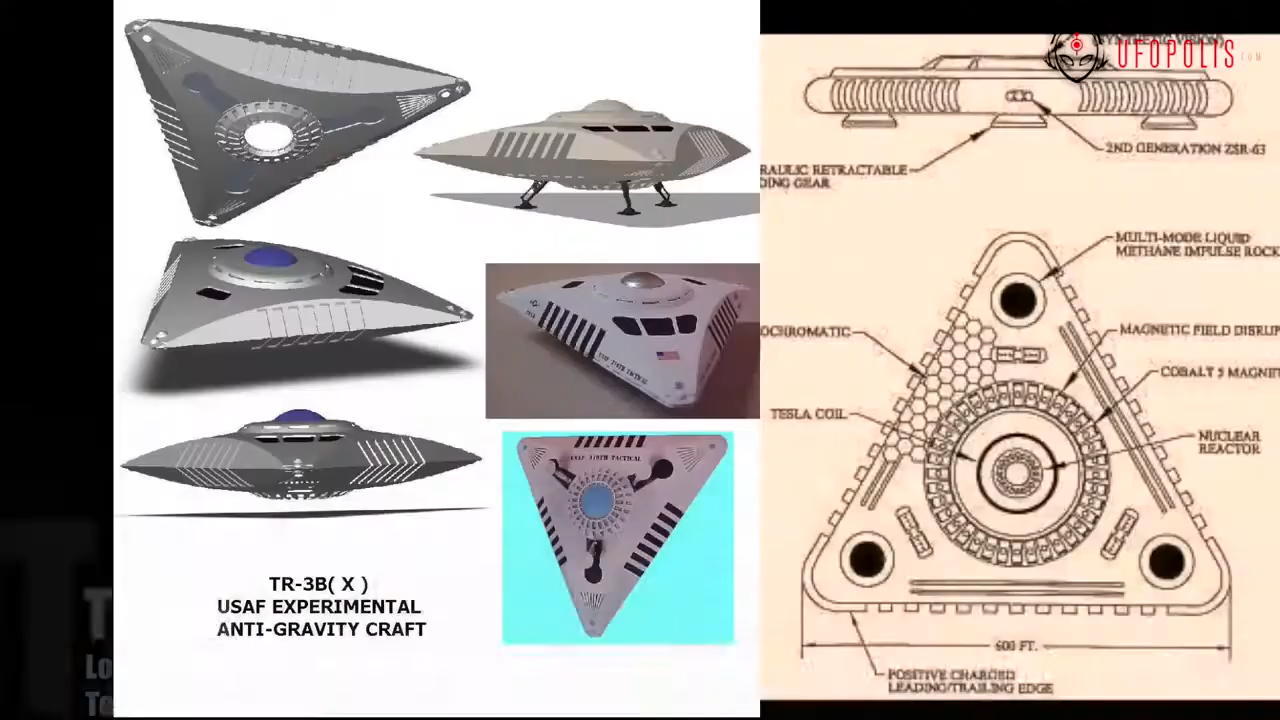 TR-3B( X )
USAF EXPERIMENTAL
ANTI-GRAVITY CRAFT
UFOPOLIS
.COM
2ND GENERATION ZSR-63
RAULIC RETRACTABLE
DING GEAR
MULTI-MODE LIQUID
METHANE IMPULSE ROCK
OCHROMATIC
MAGNETIC FIELD DISRUP
COBALT 5 MAGNET
TESLA COIL
NUCLEAR
REACTOR
600 FT.
POSITIVE CHARGED
LEADING/TRAILING EDGE